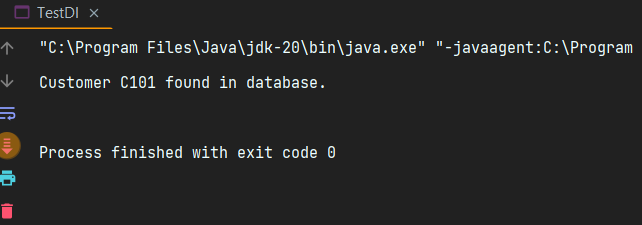 TestDI
"C:\Program Files\Java\jdk-20\bin\java.exe" "-javaagent:C:\Program
Customer C101 found in database.
Process finished with exit code 0